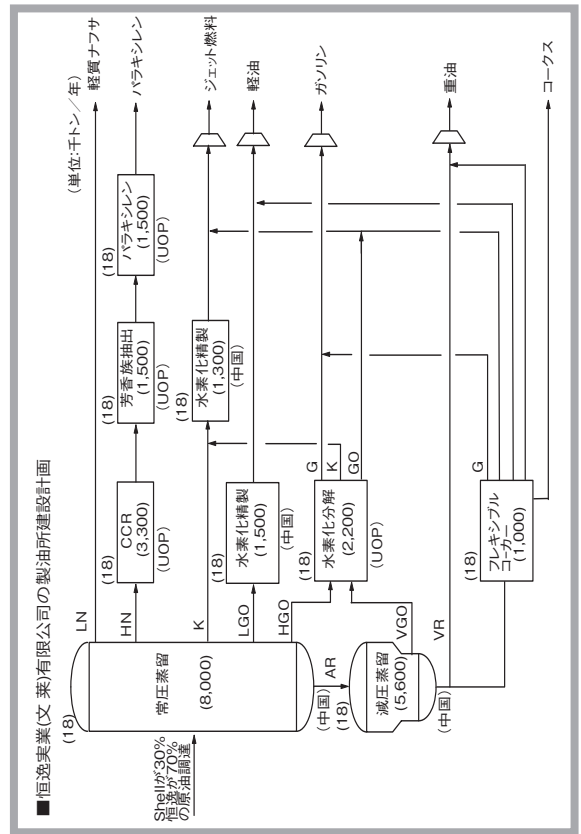 ■恒逸実業(文 莱)有限公司の製油所建設計画
(単位:千トン／年)
Shellが30%
恒逸が70%
の原油調達
(18)
常圧蒸留
(8,000)
(中国)
LN
軽質ナフサ
HN
(18)
CCR
(3,300)
(UOP)
(18)
芳香族抽出
(1,500)
(UOP)
(18)
パラキシレン
(1,500)
(UOP)
パラキシレン
K
(18)
水素化精製
(1,300)
(中国)
ジェット燃料
LGO
(18)
水素化精製
(1,500)
(中国)
軽油
HGO
(18)
水素化分解
(2,200)
(UOP)
G
K
GO
ガソリン
AR
(18)
減圧蒸留
(5,600)
(中国)
VGO
VR
重油
(18)
フレキシブル
コーカー
(1,000)
G
コークス